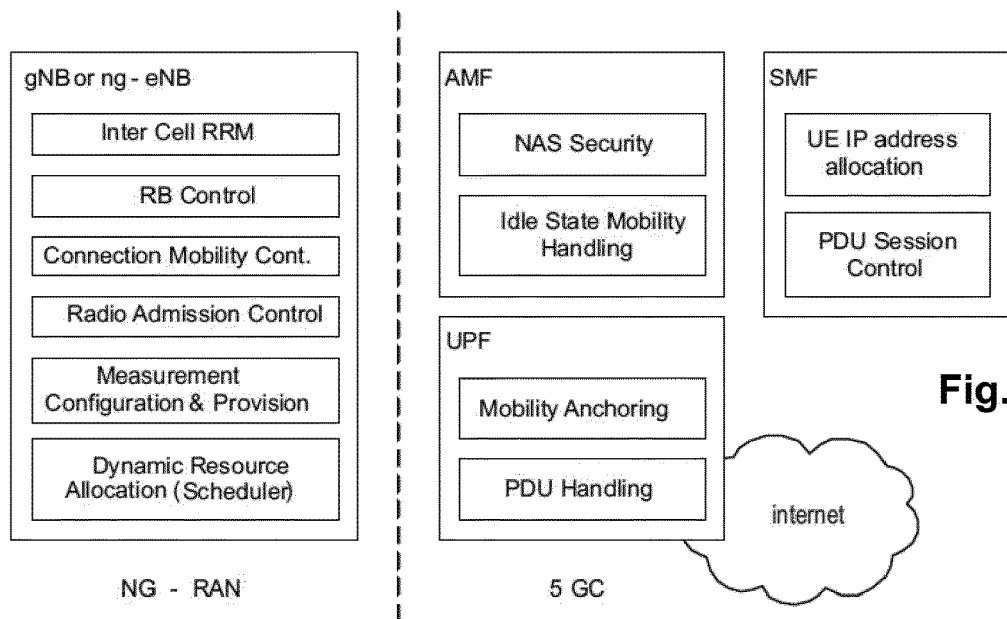 gNB or ng - eNB
Inter Cell RRM
RB Control
Connection Mobility Cont.
Radio Admission Control
Measurement
Configuration & Provision
Dynamic Resource
Allocation (Scheduler)
NG - RAN
AMF
NAS Security
Idle State Mobility
Handling
SMF
UE IP address
allocation
PDU Session
Control
UPF
Mobility Anchoring
PDU Handling
internet
5 GC
Fig.